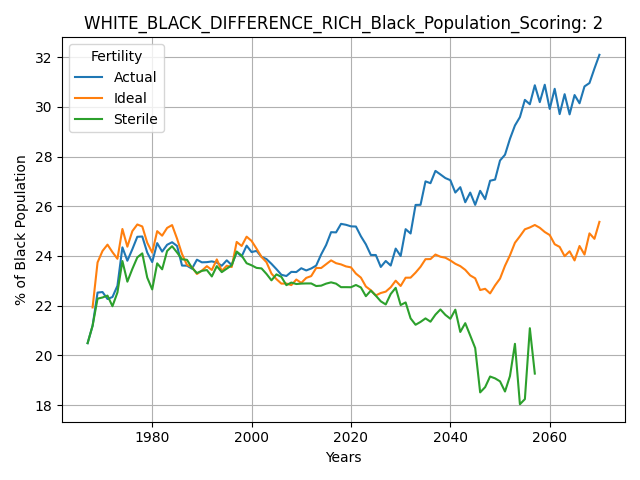 WHITE_BLACK_DIFFERENCE_RICH_Black_Population_Scoring: 2
Fertility
Actual
Ideal
Sterile
% of Black Population
32
30
28
26
24
22
20
18
1980
2000
2020
2040
2060
Years